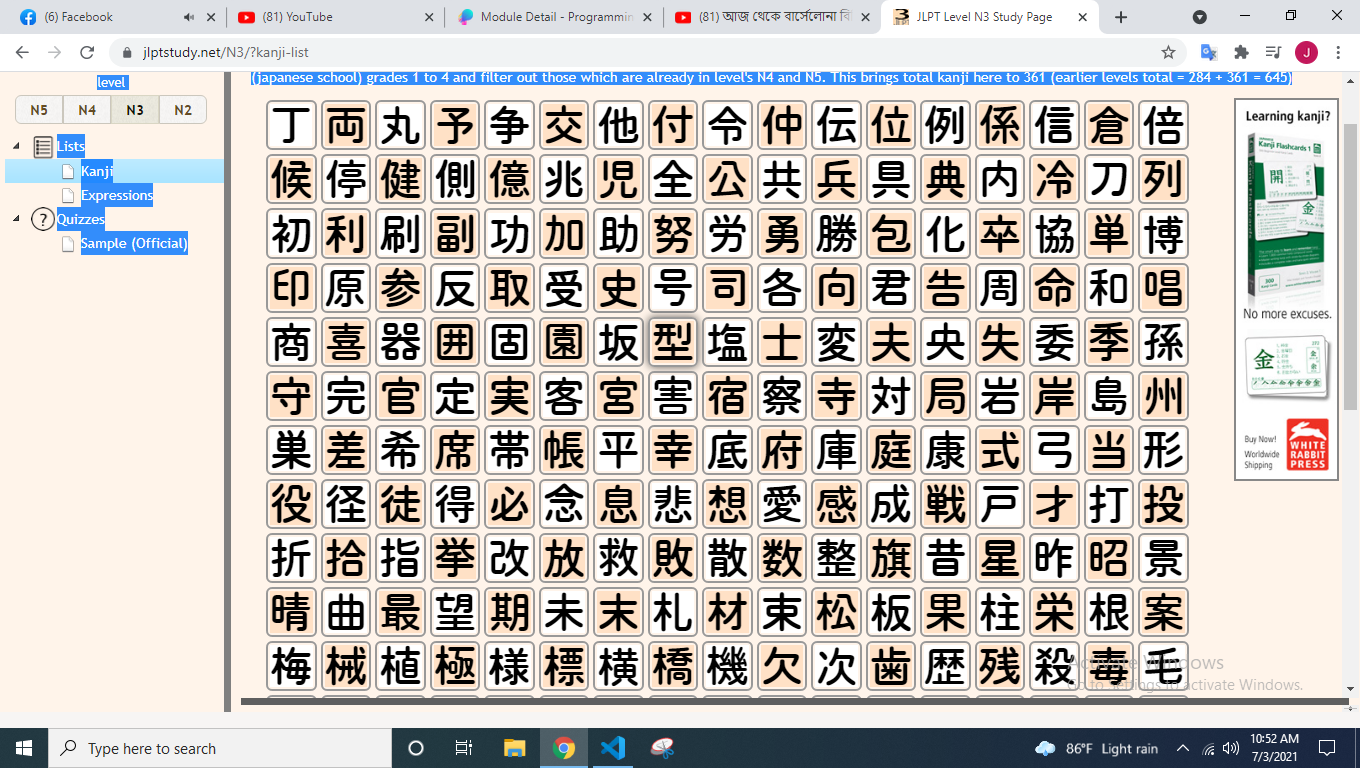 (6) Facebook
(81) YouTube
Module Detail - Programmin
(81) আজ থেকে বার্সেলোনা
JLPT Level N3 Study Page
jlptstudy.net/N3/?kanji-list
J
level
N5 N4 N3 N2
Lists
Kanji
Expressions
Quizzes
Sample (Official)
(japanese school) grades 1 to 4 and filter out those which are already in level's N4 and N5. This brings total kanji here to 361 (earlier levels total = 284 + 361 = 645)
丁 両 丸 予 争 交 他 付 令 仲 伝 位 例 係 信 倉 倍
候 停 健 側 億 兆 児 全 公 共 兵 具 典 内 冷 刀 列
初 利 刷 副 功 加 助 努 労 勇 勝 包 化 卒 協 単 博
印 原 参 反 取 受 史 号 司 各 向 君 告 周 命 和 唱
商 喜 器 囲 固 園 坂 型 塩 士 変 夫 央 失 委 季 孫
守 完 官 定 実 客 宮 害 宿 察 寺 対 局 岩 岸 島 州
巣 差 希 席 帯 帳 平 幸 底 府 庫 庭 康 式 弓 当 形
役 径 徒 得 必 念 息 悲 想 愛 感 成 戦 戸 才 打 投
折 拾 指 挙 改 放 救 敗 散 数 整 旗 昔 星 昨 昭 景
晴 曲 最 望 期 未 末 札 材 束 松 板 果 柱 栄 根 案
梅 械 植 極 様 標 横 橋 機 欠 次 歯 歴 残 殺 毒 毛
Learning kanji?
Kanji Flashcards 1
開
金
No more excuses.
金
Buy Now!
Worldwide
Shipping
WHITE
RABBIT
PRESS
Activate Windows
Go to Settings to activate Windows.
Type here to search
86°F Light rain
10:52 AM
7/3/2021